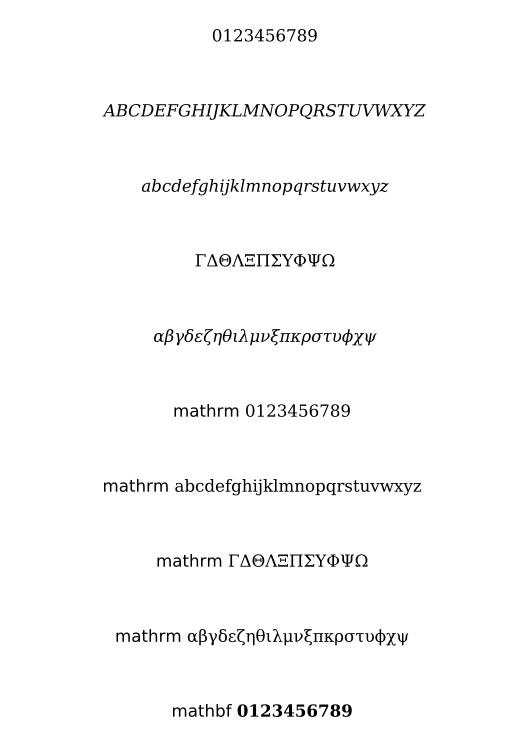 0123456789
ABCDEFGHIJKLMNOPQRSTUVWXYZ
abcdefghijklmnopqrstuvwxyz
ΓΔΘΛΞΠΣΥΦΨΩ
αβγδεζηθιλμνξπκρστυϕχψ
mathrm 0123456789
mathrm abcdefghijklmnopqrstuvwxyz
mathrm ΓΔΘΛΞΠΣΥΦΨΩ
mathrm αβγδεζηθιλμνξπκρστυϕχψ
mathbf 0123456789